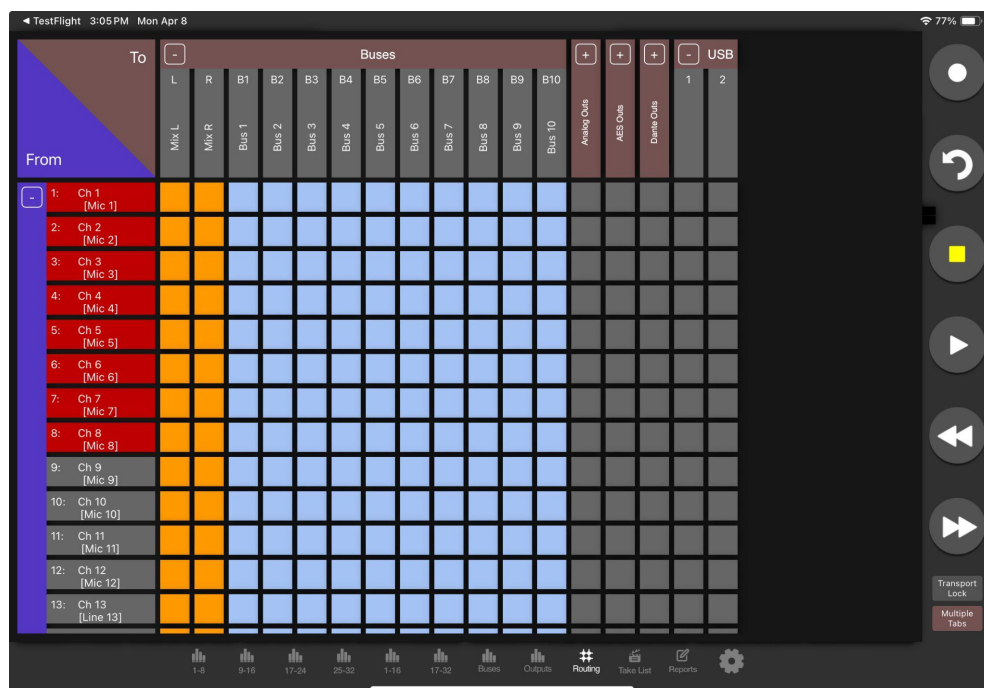 ◀ TestFlight 3:05 PM Mon Apr 8
77%
To
From
- Buses
+ + + - USB
L R B1 B2 B3 B4 B5 B6 B7 B8 B9 B10 1 2
Mix L
Mix R
Bus 1
Bus 2
Bus 3
Bus 4
Bus 5
Bus 6
Bus 7
Bus 8
Bus 9
Bus 10
Analog Outs
AES Outs
Dante Outs
-
1: Ch 1
[Mic 1]
2: Ch 2
[Mic 2]
3: Ch 3
[Mic 3]
4: Ch 4
[Mic 4]
5: Ch 5
[Mic 5]
6: Ch 6
[Mic 6]
7: Ch 7
[Mic 7]
8: Ch 8
[Mic 8]
9: Ch 9
[Mic 9]
10: Ch 10
[Mic 10]
11: Ch 11
[Mic 11]
12: Ch 12
[Mic 12]
13: Ch 13
[Line 13]
Transport
Lock
Multiple
Tabs
1-8 9-16 17-24 25-32 1-16 17-32 Buses Outputs Routing Take List Reports